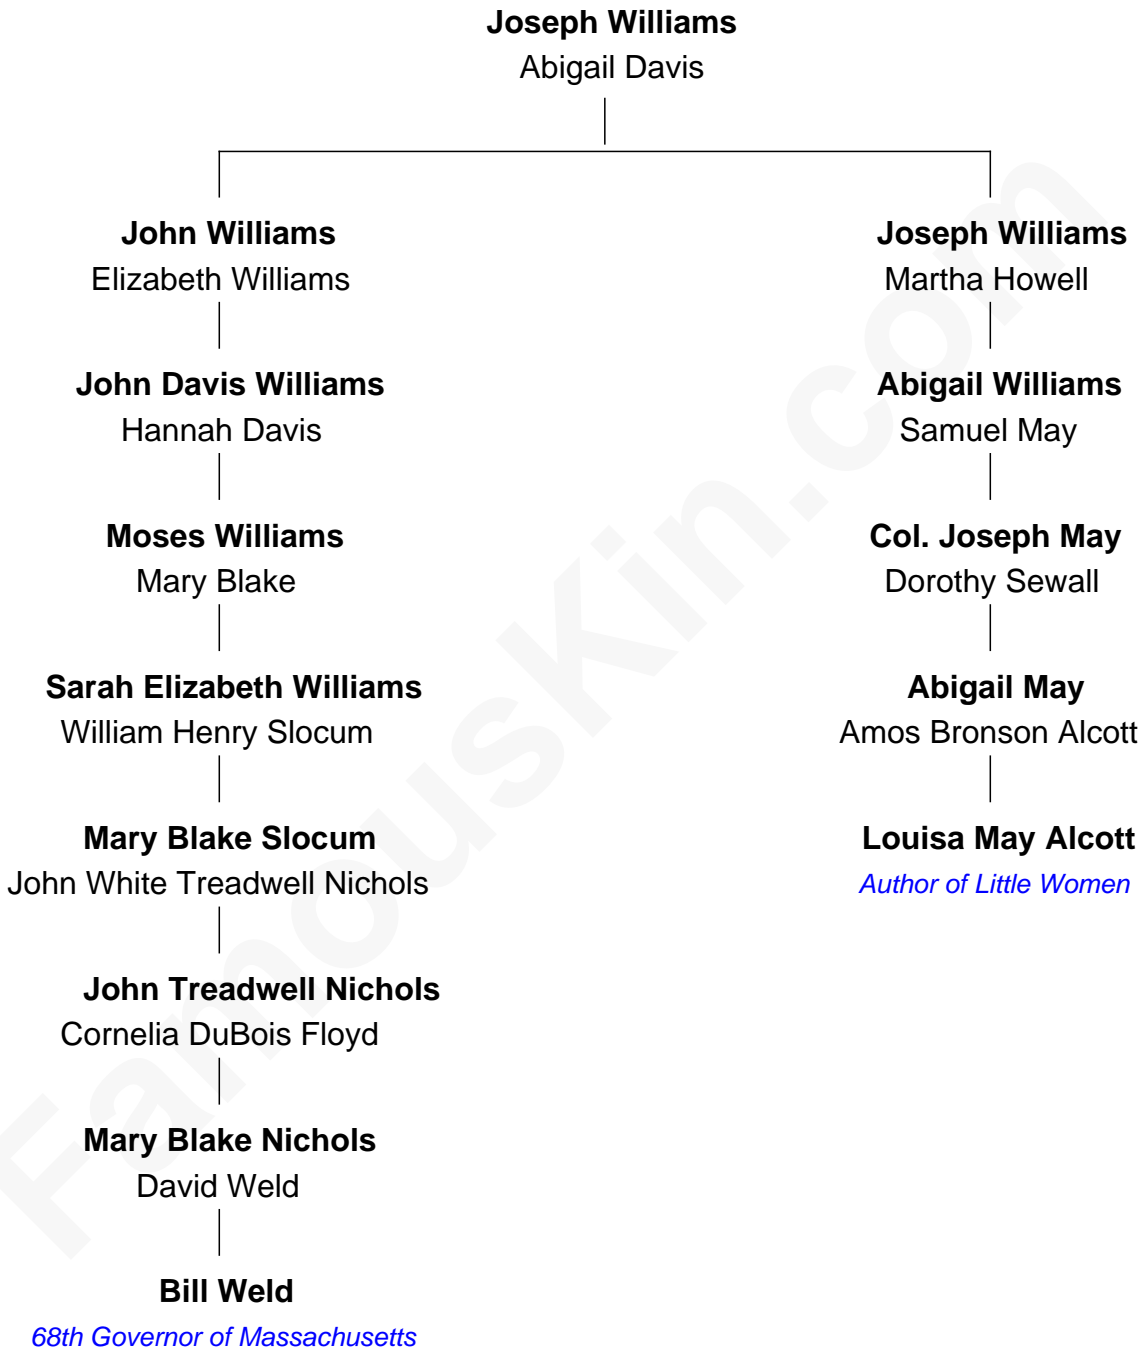 Joseph Williams
Abigail Davis
John Williams
Elizabeth Williams
Joseph Williams
Martha Howell
John Davis Williams
Hannah Davis
Abigail Williams
Samuel May
Moses Williams
Mary Blake
Col. Joseph May
Dorothy Sewall
Sarah Elizabeth Williams
William Henry Slocum
Abigail May
Amos Bronson Alcott
Mary Blake Slocum
John White Treadwell Nichols
Louisa May Alcott
Author of Little Women
John Treadwell Nichols
Cornelia DuBois Floyd
Mary Blake Nichols
David Weld
Bill Weld
68th Governor of Massachusetts
FamousKin.com